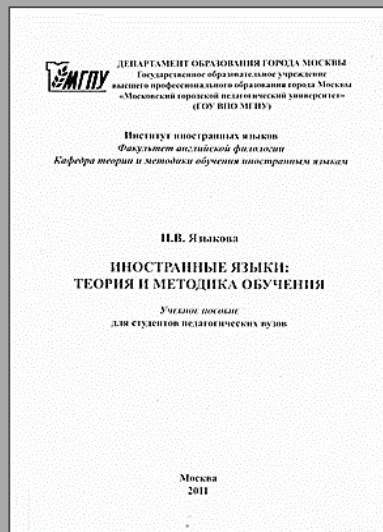 МГПУ
ДЕПАРТАМЕНТ ОБРАЗОВАНИЯ ГОРОДА МОСКВЫ
Государственное образовательное учреждение
высшего профессионального образования города Москвы
«Московский городской педагогический университет»
(ГОУ ВПО МГПУ)
Институт иностранных языков
Факультет английской филологии
Кафедра теории и методики обучения иностранным языкам
Н.В. Языкова
ИНОСТРАННЫЕ ЯЗЫКИ:
ТЕОРИЯ И МЕТОДИКА ОБУЧЕНИЯ
Учебное пособие
для студентов педагогических вузов
Москва
2011